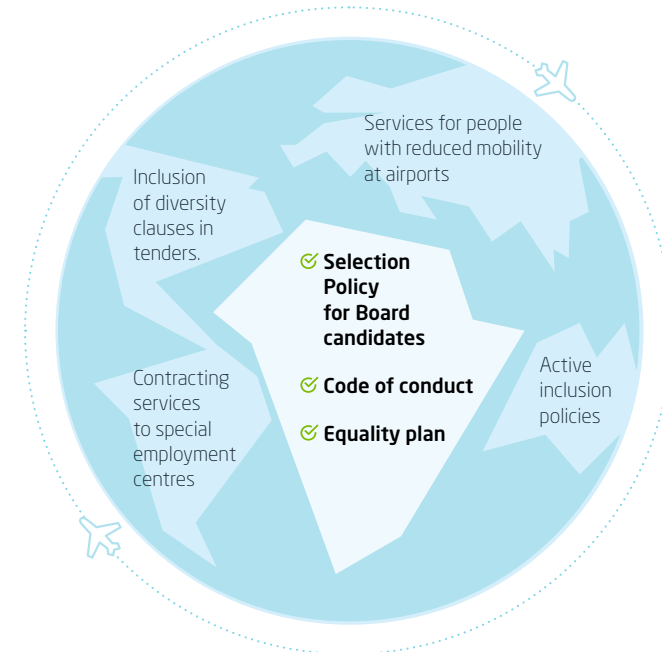 Services for people
with reduced mobility
at airports
Inclusion
of diversity
clauses in
tenders.
Selection
Policy
for Board
candidates
Code of conduct
Equality plan
Contracting
services
to special
employment
centres
Active
inclusion
policies